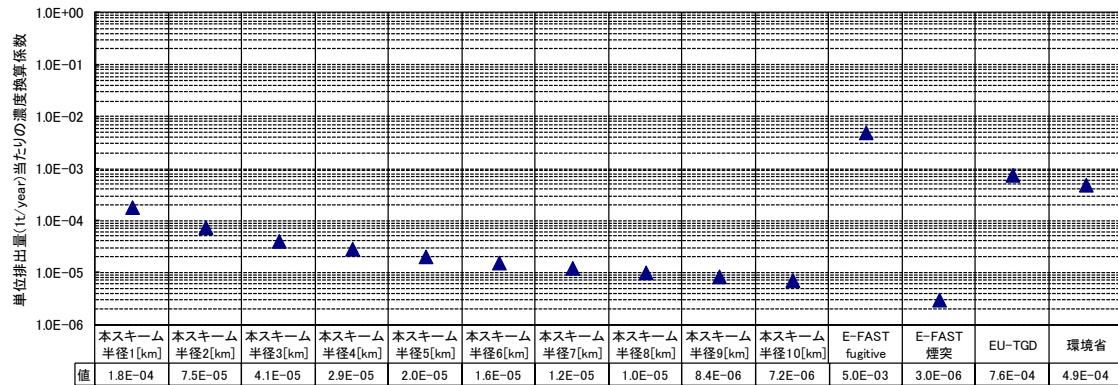 単位排出量(1t/year)当たりの濃度換算係数
1.0E+00
1.0E-01
1.0E-02
1.0E-03
1.0E-04
1.0E-05
1.0E-06
本スキーム 本スキーム 本スキーム 本スキーム 本スキーム 本スキーム 本スキーム 本スキーム 本スキーム 本スキーム E-FAST E-FAST EU-TGD 環境省
半径1[km] 半径2[km] 半径3[km] 半径4[km] 半径5[km] 半径6[km] 半径7[km] 半径8[km] 半径9[km] 半径10[km] fugitive 煙突
値 1.8E-04 7.5E-05 4.1E-05 2.9E-05 2.0E-05 1.6E-05 1.2E-05 1.0E-05 8.4E-06 7.2E-06 5.0E-03 3.0E-06 7.6E-04 4.9E-04